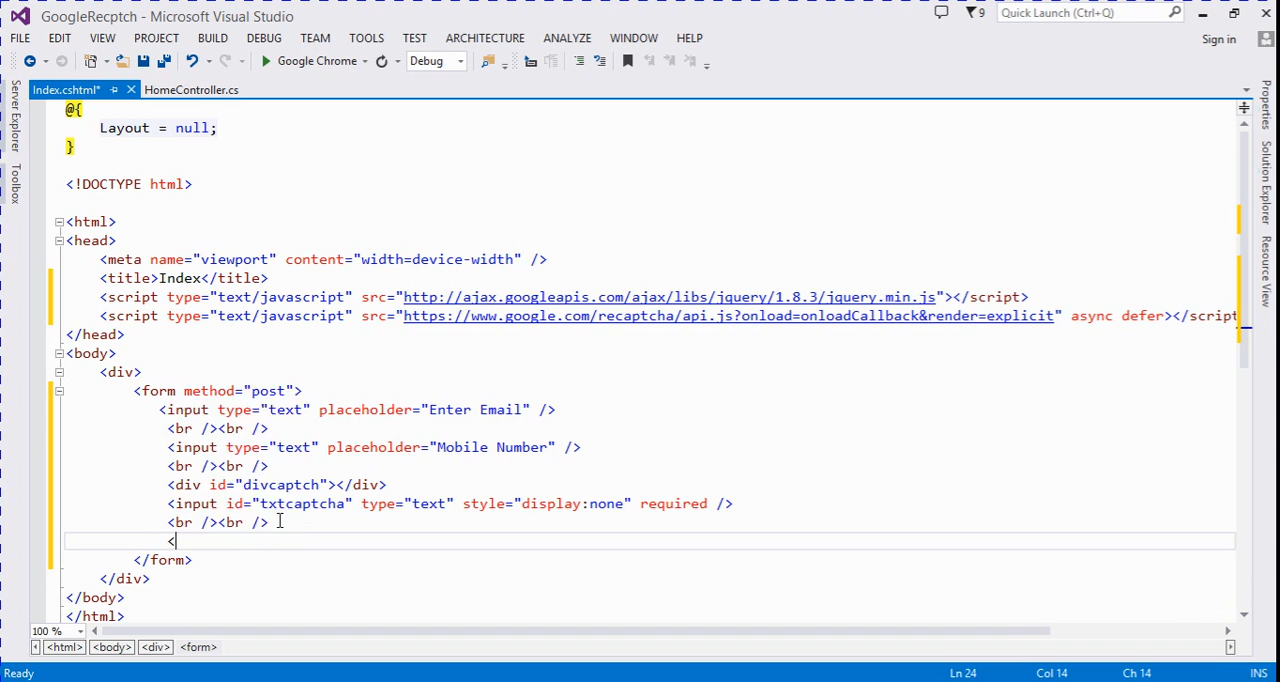 GoogleRecptch - Microsoft Visual Studio
9
Quick Launch (Ctrl+Q)
FILE EDIT VIEW PROJECT BUILD DEBUG TEAM TOOLS TEST ARCHITECTURE ANALYZE WINDOW HELP
Sign in
Google Chrome
Debug
Server Explorer
Toolbox
Index.cshtml*
HomeController.cs
@{
Layout = null;
}
<!DOCTYPE html>
<html>
<head>
<meta name="viewport" content="width=device-width" />
<title>Index</title>
<script type="text/javascript" src="http://ajax.googleapis.com/ajax/libs/jquery/1.8.3/jquery.min.js"></script>
<script type="text/javascript" src="https://www.google.com/recaptcha/api.js?onload=onloadCallback&render=explicit" async defer></script
</head>
<body>
<div>
<form method="post">
<input type="text" placeholder="Enter Email" />
<br /><br />
<input type="text" placeholder="Mobile Number" />
<br /><br />
<div id="divcaptch"></div>
<input id="txtcaptcha" type="text" style="display:none" required />
<br /><br />
<
</form>
</div>
</body>
</html>
Properties
Solution Explorer
Resource View
100 %
<html> <body> <div> <form>
Ready
Ln 24
Col 14
Ch 14
INS